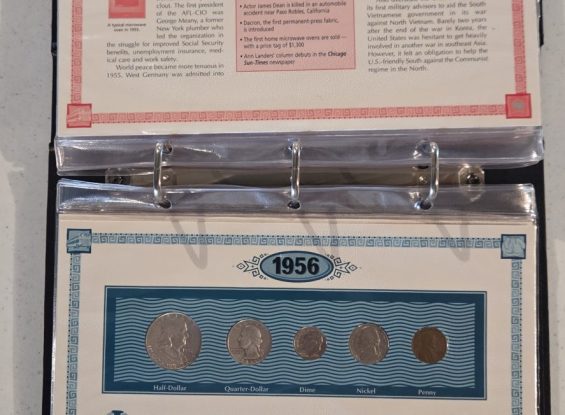 clout. The first president
of the AFL-CIO was
George Meany, a former
New York plumber who
led the organization in
the struggle for improved Social Security
benefits, unemployment insurance, med-
ical care and work safety.
World peace became more tenuous in
1955. West Germany was admitted into
A typical microwave
oven in 1955.
• Actor James Dean is killed in an automobile
accident near Paso Robles, California
• Dacron, the first permanent-press fabric,
is introduced
• The first home microwave ovens are sold —
with a price tag of $1,300
• Ann Landers' column debuts in the Chicago
Sun-Times newspaper
its first military advisors to aid the South
Vietnamese government in its war
against North Vietnam. Barely two years
after the end of the war in Korea, the
United States was hesitant to get heavily
involved in another war in southeast Asia.
However, it felt an obligation to help the
U.S.-friendly South against the Communist
regime in the North.
1956
Half-Dollar
Quarter-Dollar
Dime
Nickel
Penny